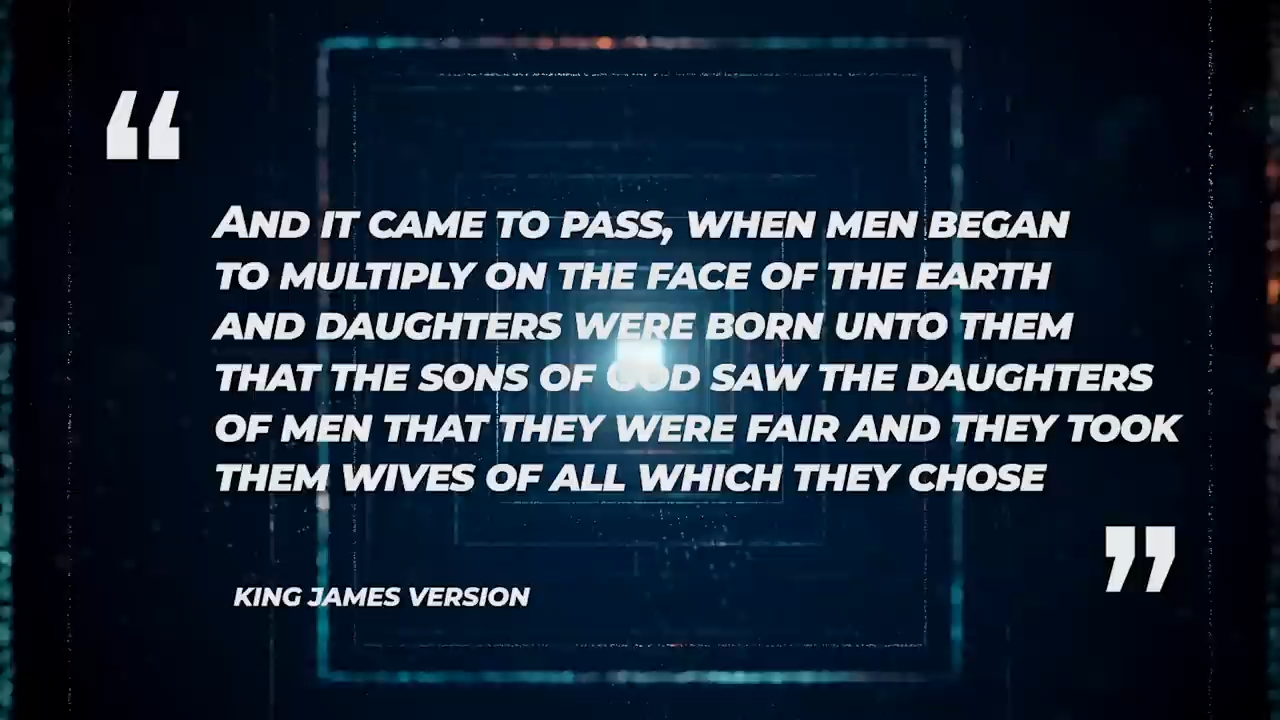 “
AND IT CAME TO PASS, WHEN MEN BEGAN
TO MULTIPLY ON THE FACE OF THE EARTH
AND DAUGHTERS WERE BORN UNTO THEM
THAT THE SONS OF GOD SAW THE DAUGHTERS
OF MEN THAT THEY WERE FAIR AND THEY TOOK
THEM WIVES OF ALL WHICH THEY CHOSE
”
KING JAMES VERSION